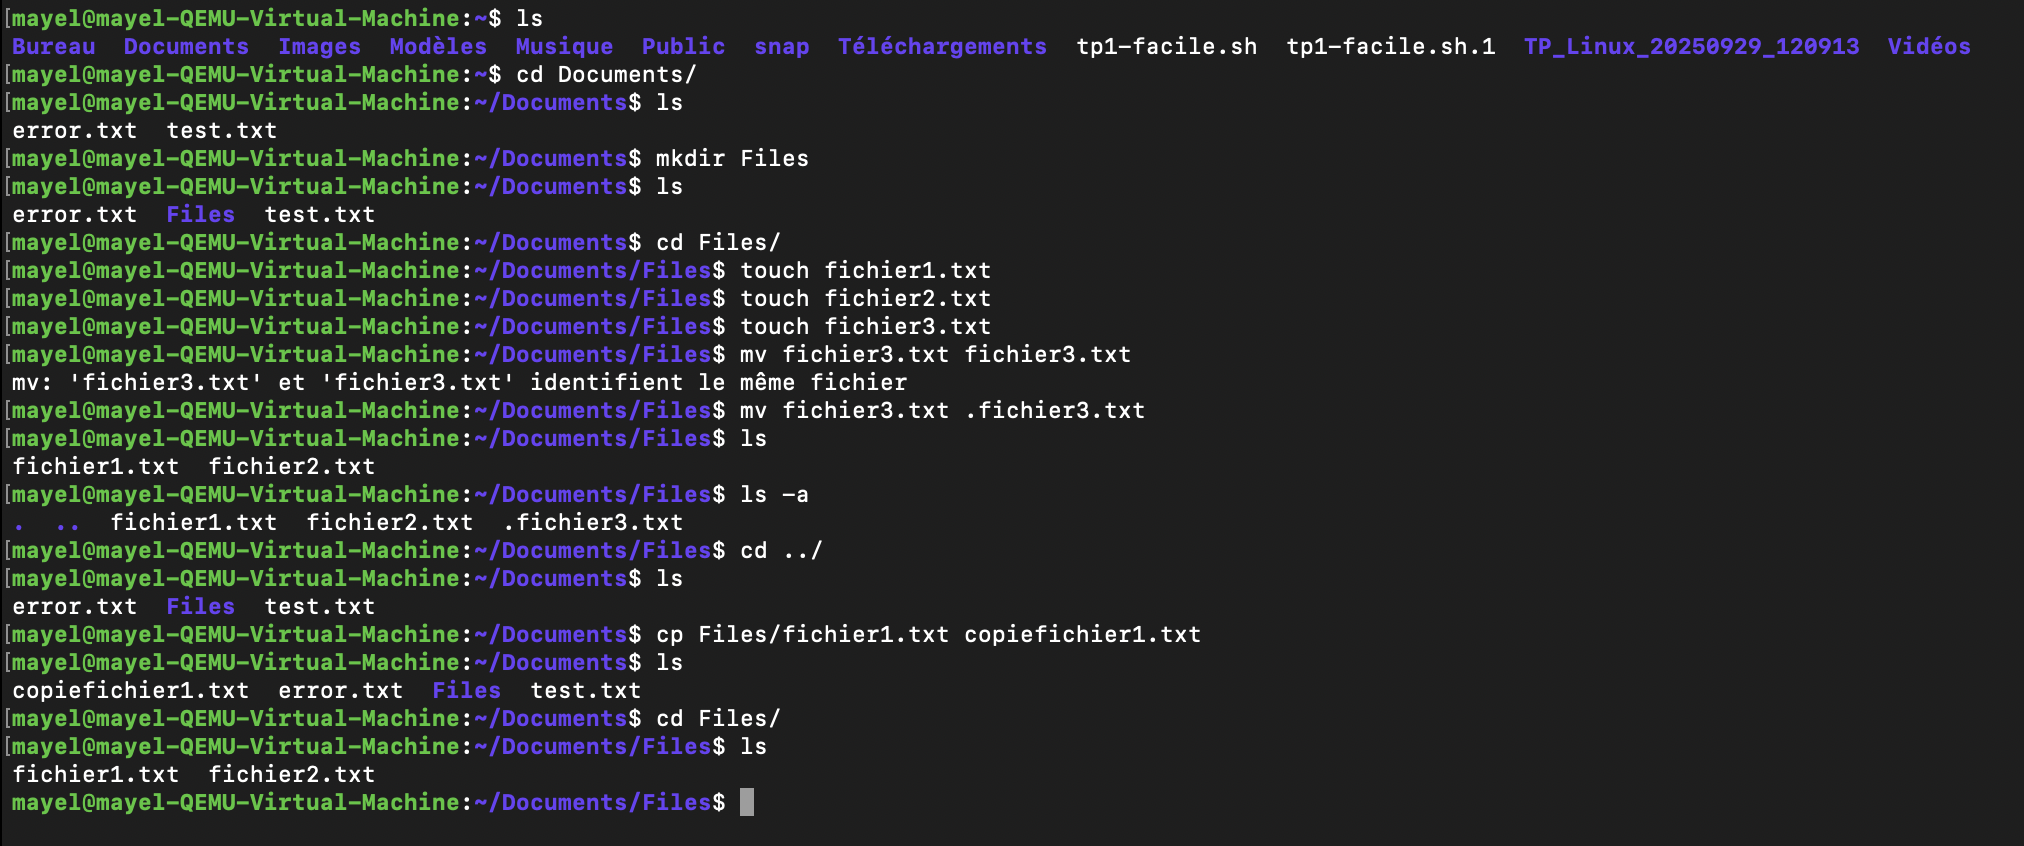 mayel@mayel-QEMU-Virtual-Machine:~$ ls
Bureau  Documents  Images  Modèles  Musique  Public  snap  Téléchargements  tp1-facile.sh  tp1-facile.sh.1  TP_Linux_20250929_120913  Vidéos
mayel@mayel-QEMU-Virtual-Machine:~$ cd Documents/
mayel@mayel-QEMU-Virtual-Machine:~/Documents$ ls
error.txt  test.txt
mayel@mayel-QEMU-Virtual-Machine:~/Documents$ mkdir Files
mayel@mayel-QEMU-Virtual-Machine:~/Documents$ ls
error.txt  Files  test.txt
mayel@mayel-QEMU-Virtual-Machine:~/Documents$ cd Files/
mayel@mayel-QEMU-Virtual-Machine:~/Documents/Files$ touch fichier1.txt
mayel@mayel-QEMU-Virtual-Machine:~/Documents/Files$ touch fichier2.txt
mayel@mayel-QEMU-Virtual-Machine:~/Documents/Files$ touch fichier3.txt
mayel@mayel-QEMU-Virtual-Machine:~/Documents/Files$ mv fichier3.txt fichier3.txt
mv: 'fichier3.txt' et 'fichier3.txt' identifient le même fichier
mayel@mayel-QEMU-Virtual-Machine:~/Documents/Files$ mv fichier3.txt .fichier3.txt
mayel@mayel-QEMU-Virtual-Machine:~/Documents/Files$ ls
fichier1.txt  fichier2.txt
mayel@mayel-QEMU-Virtual-Machine:~/Documents/Files$ ls -a
.  ..  fichier1.txt  fichier2.txt  .fichier3.txt
mayel@mayel-QEMU-Virtual-Machine:~/Documents/Files$ cd ../
mayel@mayel-QEMU-Virtual-Machine:~/Documents$ ls
error.txt  Files  test.txt
mayel@mayel-QEMU-Virtual-Machine:~/Documents$ cp Files/fichier1.txt copiefichier1.txt
mayel@mayel-QEMU-Virtual-Machine:~/Documents$ ls
copiefichier1.txt  error.txt  Files  test.txt
mayel@mayel-QEMU-Virtual-Machine:~/Documents$ cd Files/
mayel@mayel-QEMU-Virtual-Machine:~/Documents/Files$ ls
fichier1.txt  fichier2.txt
mayel@mayel-QEMU-Virtual-Machine:~/Documents/Files$